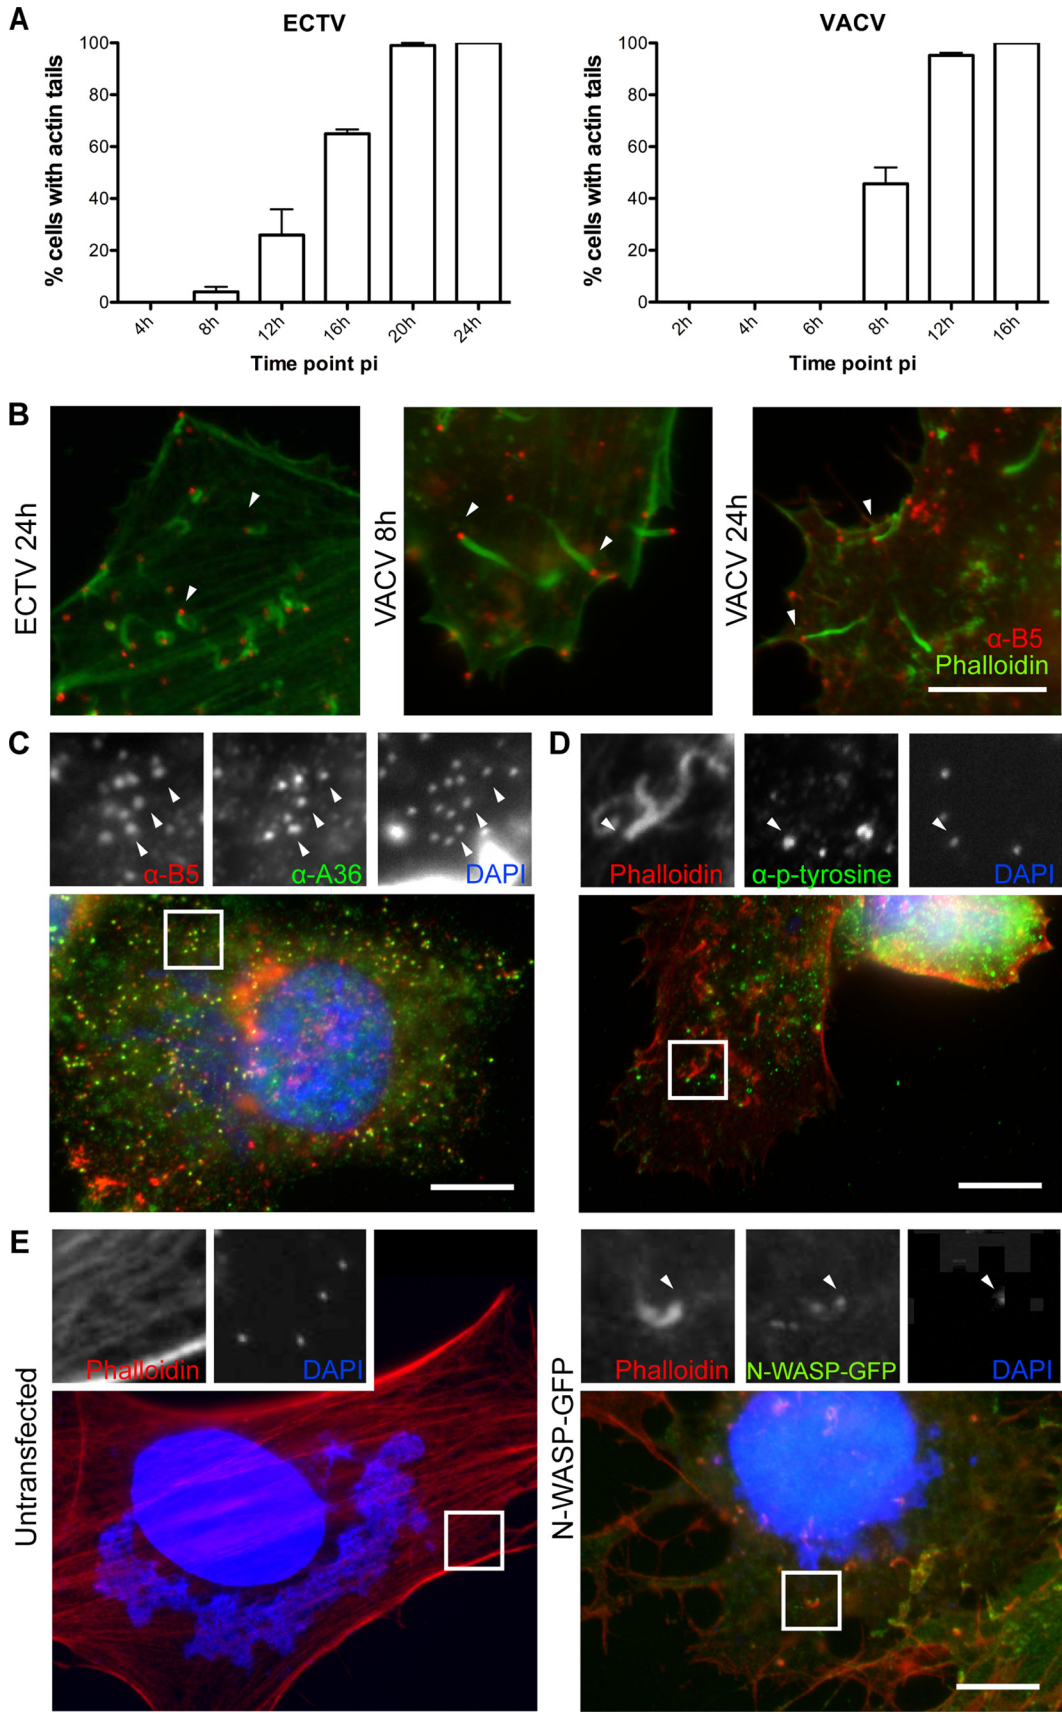 A
ECTV
% cells with actin tails
100
80
60
40
20
0
4h
8h
12h
16h
20h
24h
Time point pi
VACV
% cells with actin tails
100
80
60
40
20
0
2h
4h
6h
8h
12h
16h
Time point pi
B
ECTV 24h
VACV 8h
VACV 24h
α-B5
Phalloidin
C
α-B5
α-A36
DAPI
D
Phalloidin
α-p-tyrosine
DAPI
E
Untransfected
Phalloidin
DAPI
N-WASP-GFP
Phalloidin
N-WASP-GFP
DAPI